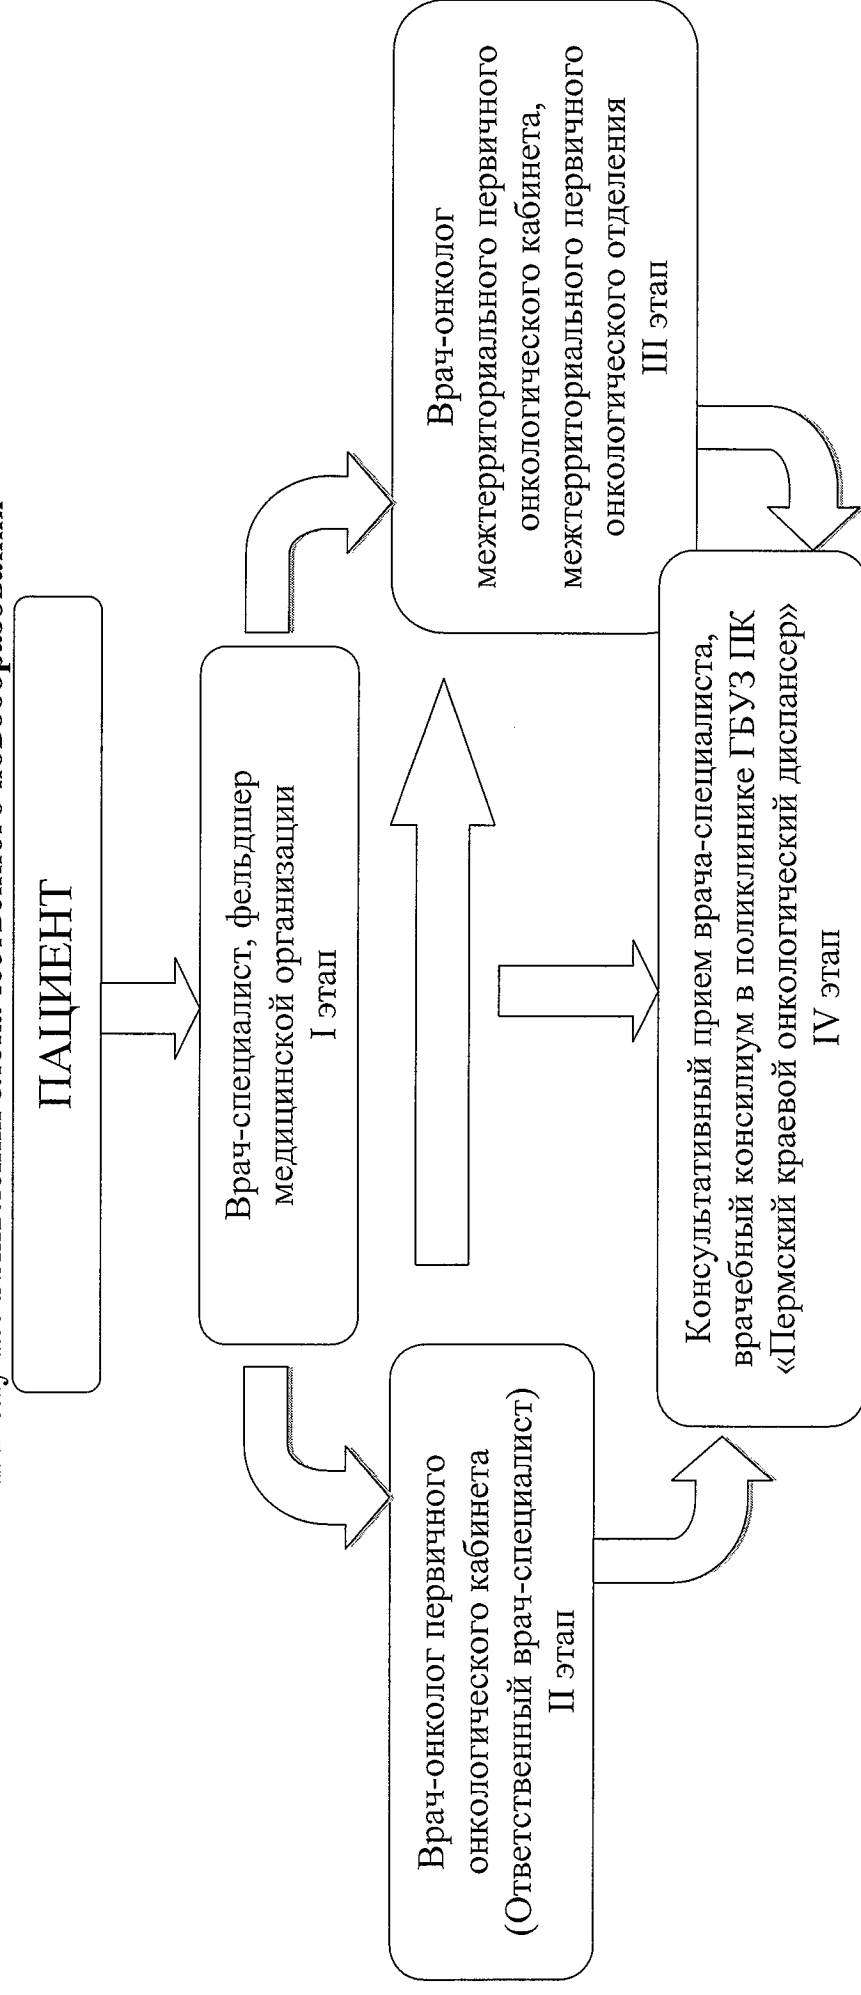 ПАЦИЕНТ
Врач-специалист, фельдшер
медицинской организации
I этап
Врач-онколог первичного
онкологического кабинета
(Ответственный врач-специалист)
II этап
Врач-онколог
межтерриториального первичного
онкологического кабинета,
межтерриториального первичного
онкологического отделения
III этап
Консультативный прием врача-специалиста,
врачебный консилиум в поликлинике ГБУЗ ПК
«Пермский краевой онкологический диспансер»
IV этап